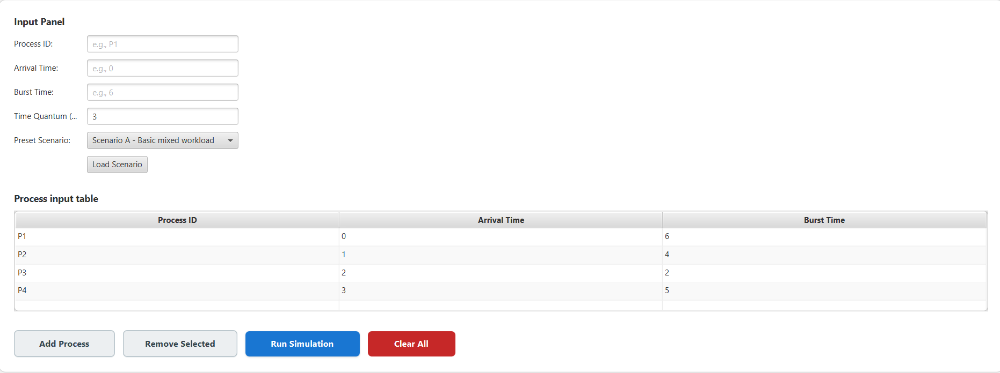 Input Panel
Process ID: e.g., P1
Arrival Time: e.g., 0
Burst Time: e.g., 6
Time Quantum (... 3
Preset Scenario: Scenario A - Basic mixed workload
Load Scenario
Process input table
Process ID Arrival Time Burst Time
P1 0 6
P2 1 4
P3 2 2
P4 3 5
Add Process Remove Selected Run Simulation Clear All